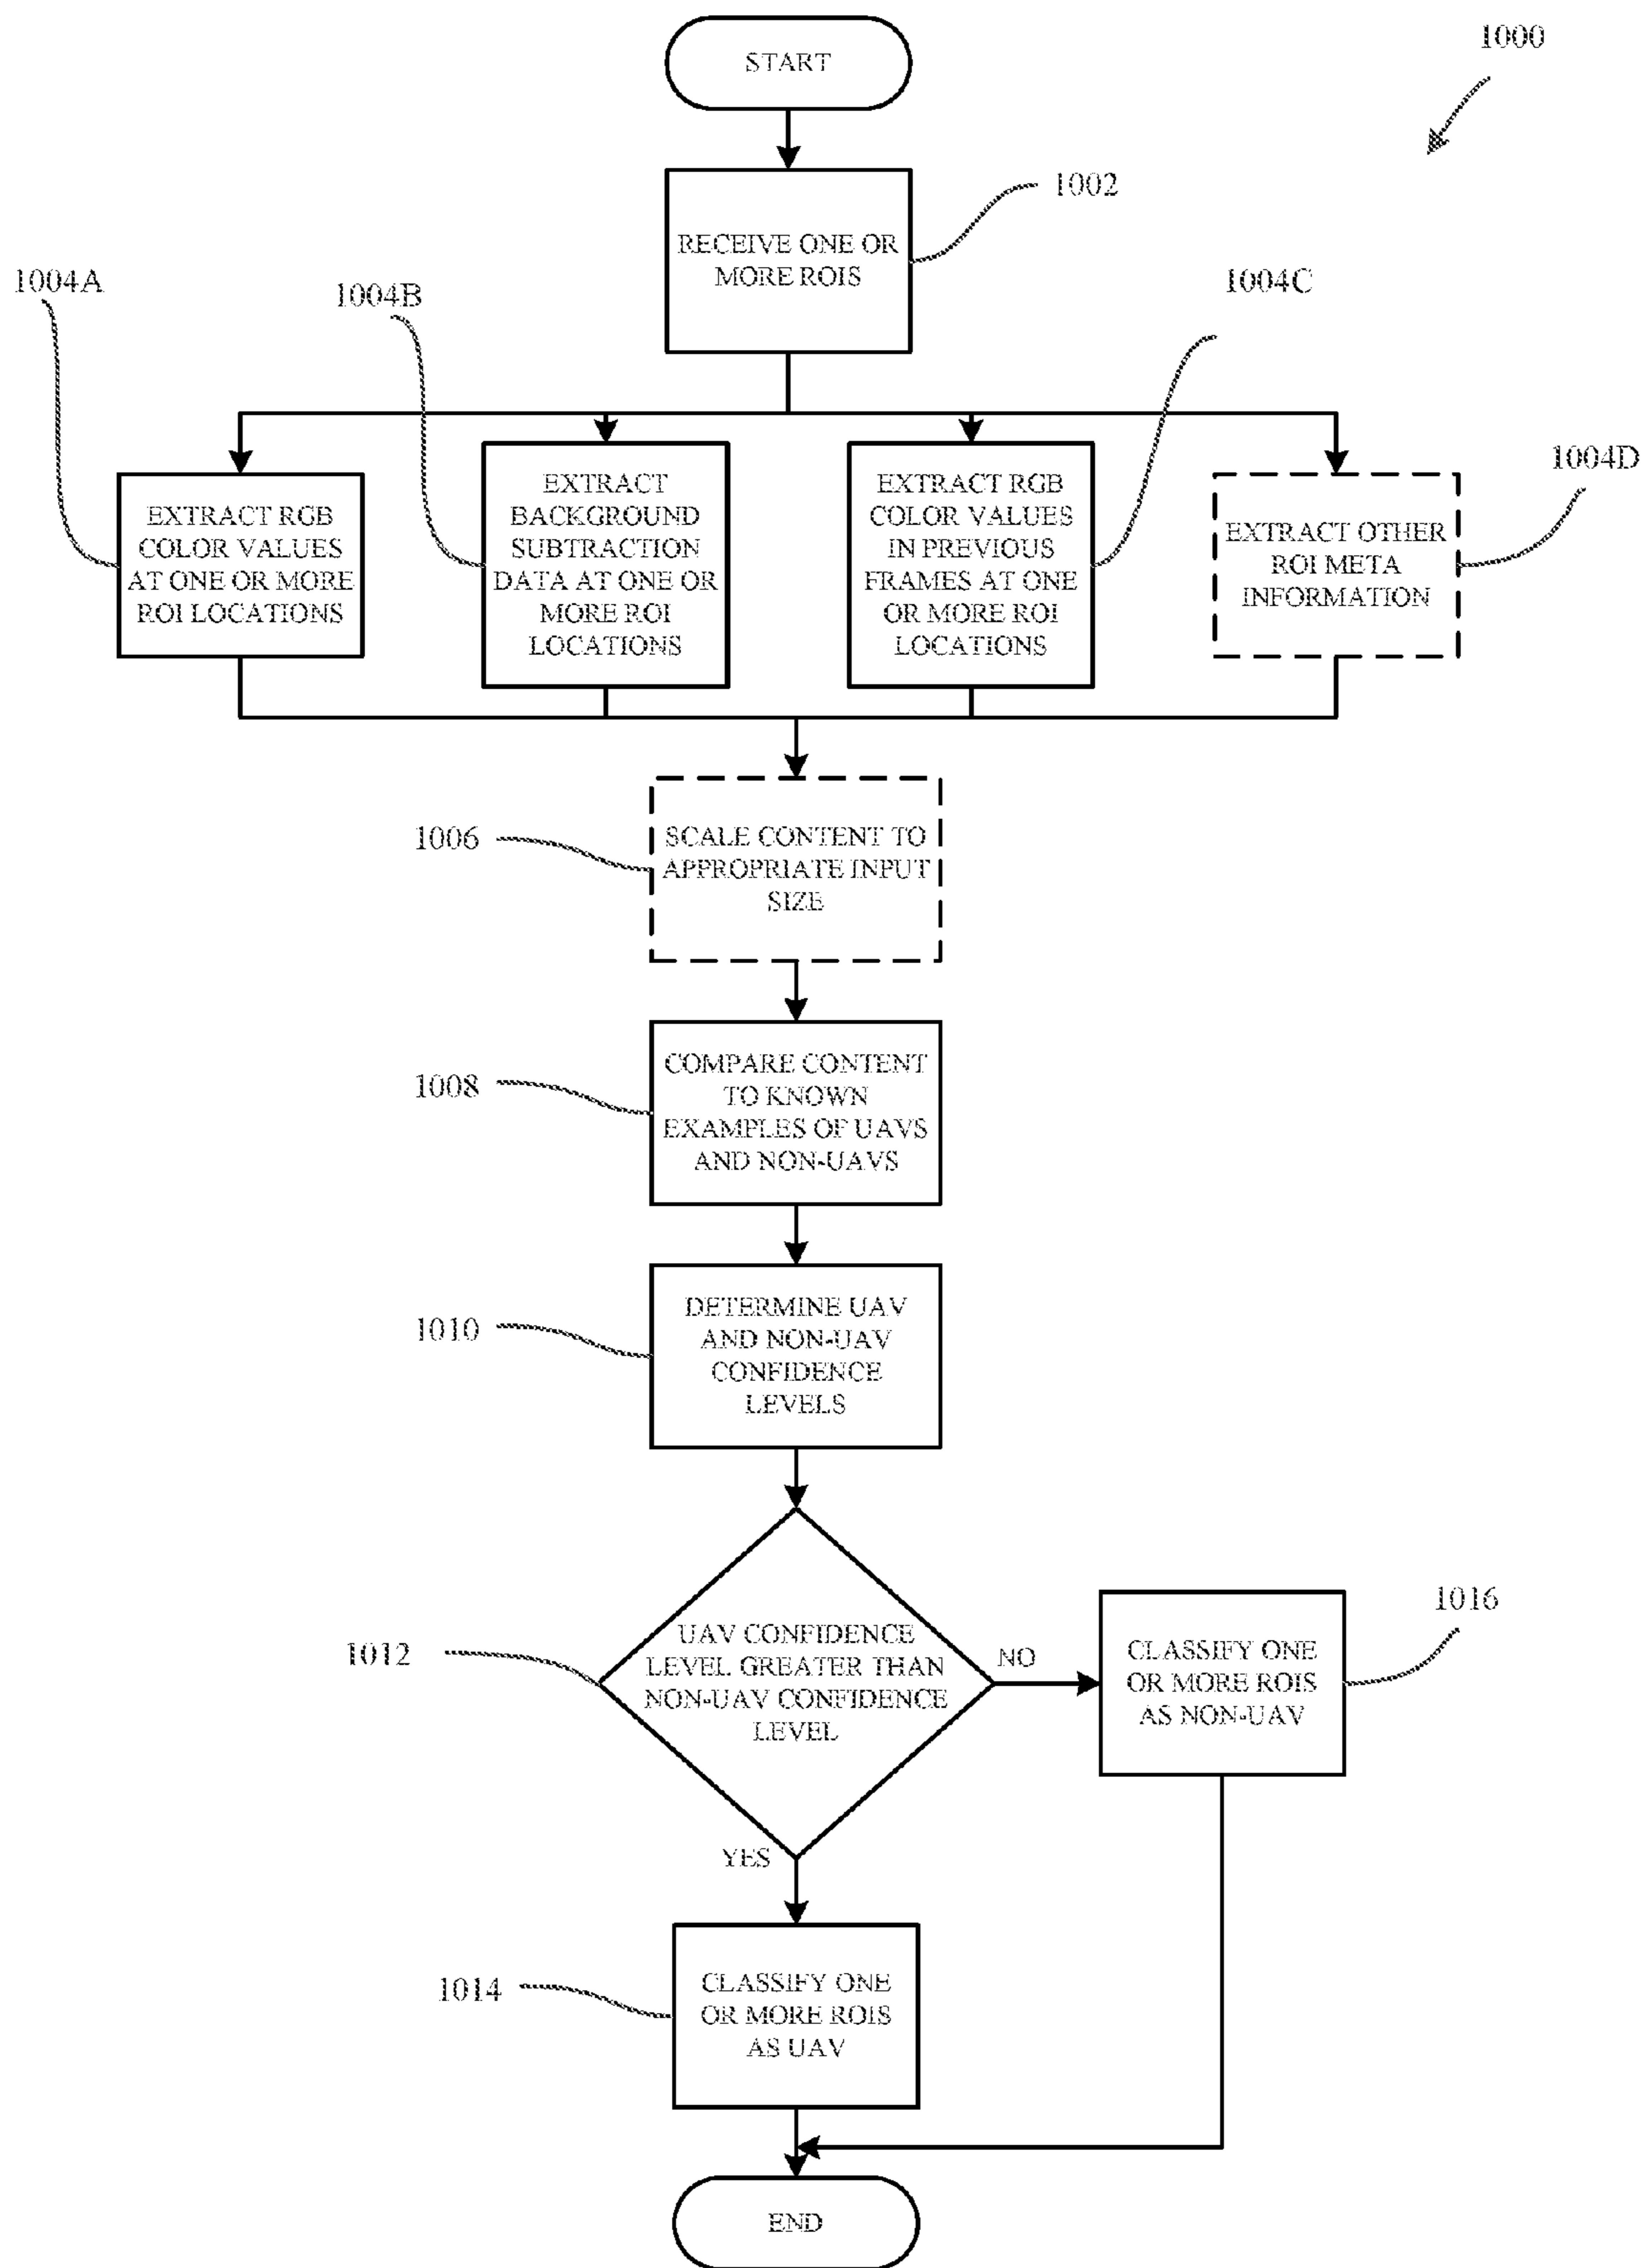 START
1000
RECEIVE ONE OR
MORE ROIS
1002
1004A
1004B
1004C
1004D
EXTRACT RGB
COLOR VALUES
AT ONE OR MORE
ROI LOCATIONS
EXTRACT
BACKGROUND
SUBTRACTION
DATA AT ONE OR
MORE ROI
LOCATIONS
EXTRACT RGB
COLOR VALUES
IN PREVIOUS
FRAMES AT ONE
OR MORE ROI
LOCATIONS
EXTRACT OTHER
ROI META
INFORMATION
1006
SCALE CONTENT TO
APPROPRIATE INPUT
SIZE
1008
COMPARE CONTENT
TO KNOWN
EXAMPLES OF UAVS
AND NON-UAVS
1010
DETERMINE UAV
AND NON-UAV
CONFIDENCE
LEVELS
1012
UAV CONFIDENCE
LEVEL GREATER THAN
NON-UAV CONFIDENCE
LEVEL
NO
1016
CLASSIFY ONE
OR MORE ROIS
AS NON-UAV
YES
1014
CLASSIFY ONE
OR MORE ROIS
AS UAV
END